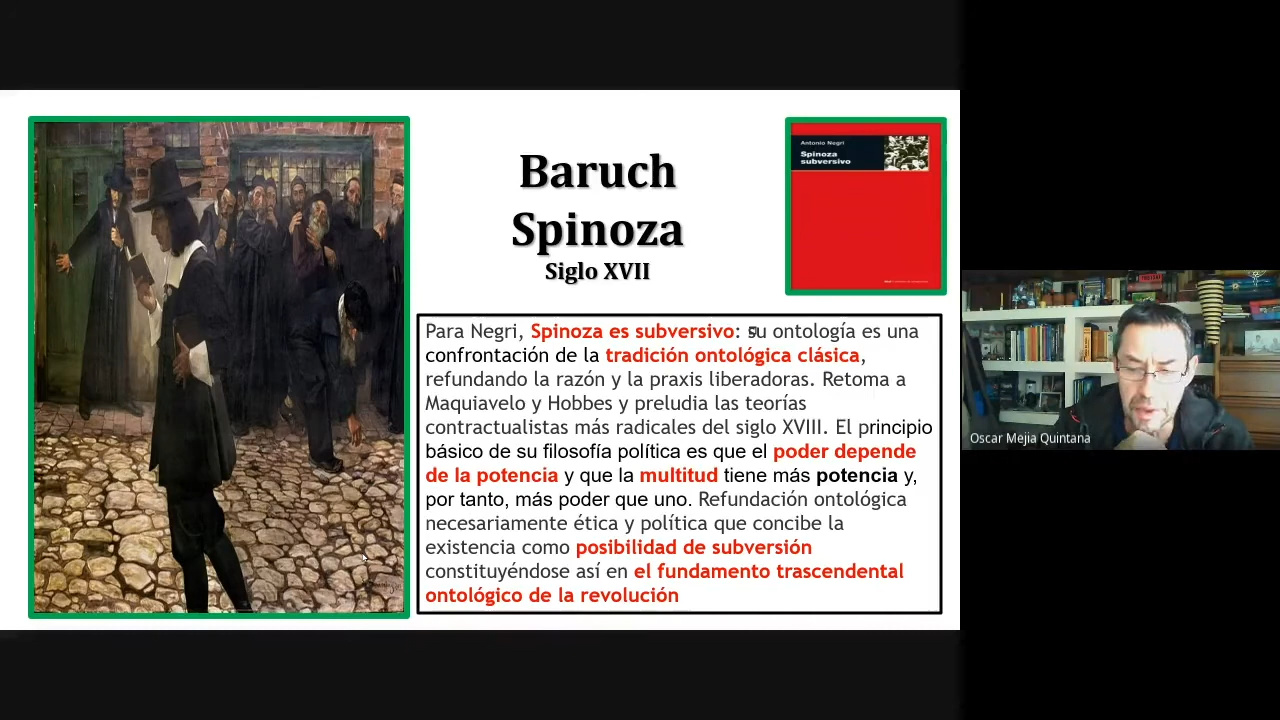 Baruch
Spinoza
Siglo XVII
Antonio Negri
Spinoza
subversivo
Para Negri, Spinoza es subversivo: su ontología es una
confrontación de la tradición ontológica clásica,
refundando la razón y la praxis liberadoras. Retoma a
Maquiavelo y Hobbes y preludia las teorías
contractualistas más radicales del siglo XVIII. El principio
básico de su filosofía política es que el poder depende
de la potencia y que la multitud tiene más potencia y,
por tanto, más poder que uno. Refundación ontológica
necesariamente ética y política que concibe la
existencia como posibilidad de subversión
constituyéndose así en el fundamento trascendental
ontológico de la revolución
Oscar Mejia Quintana